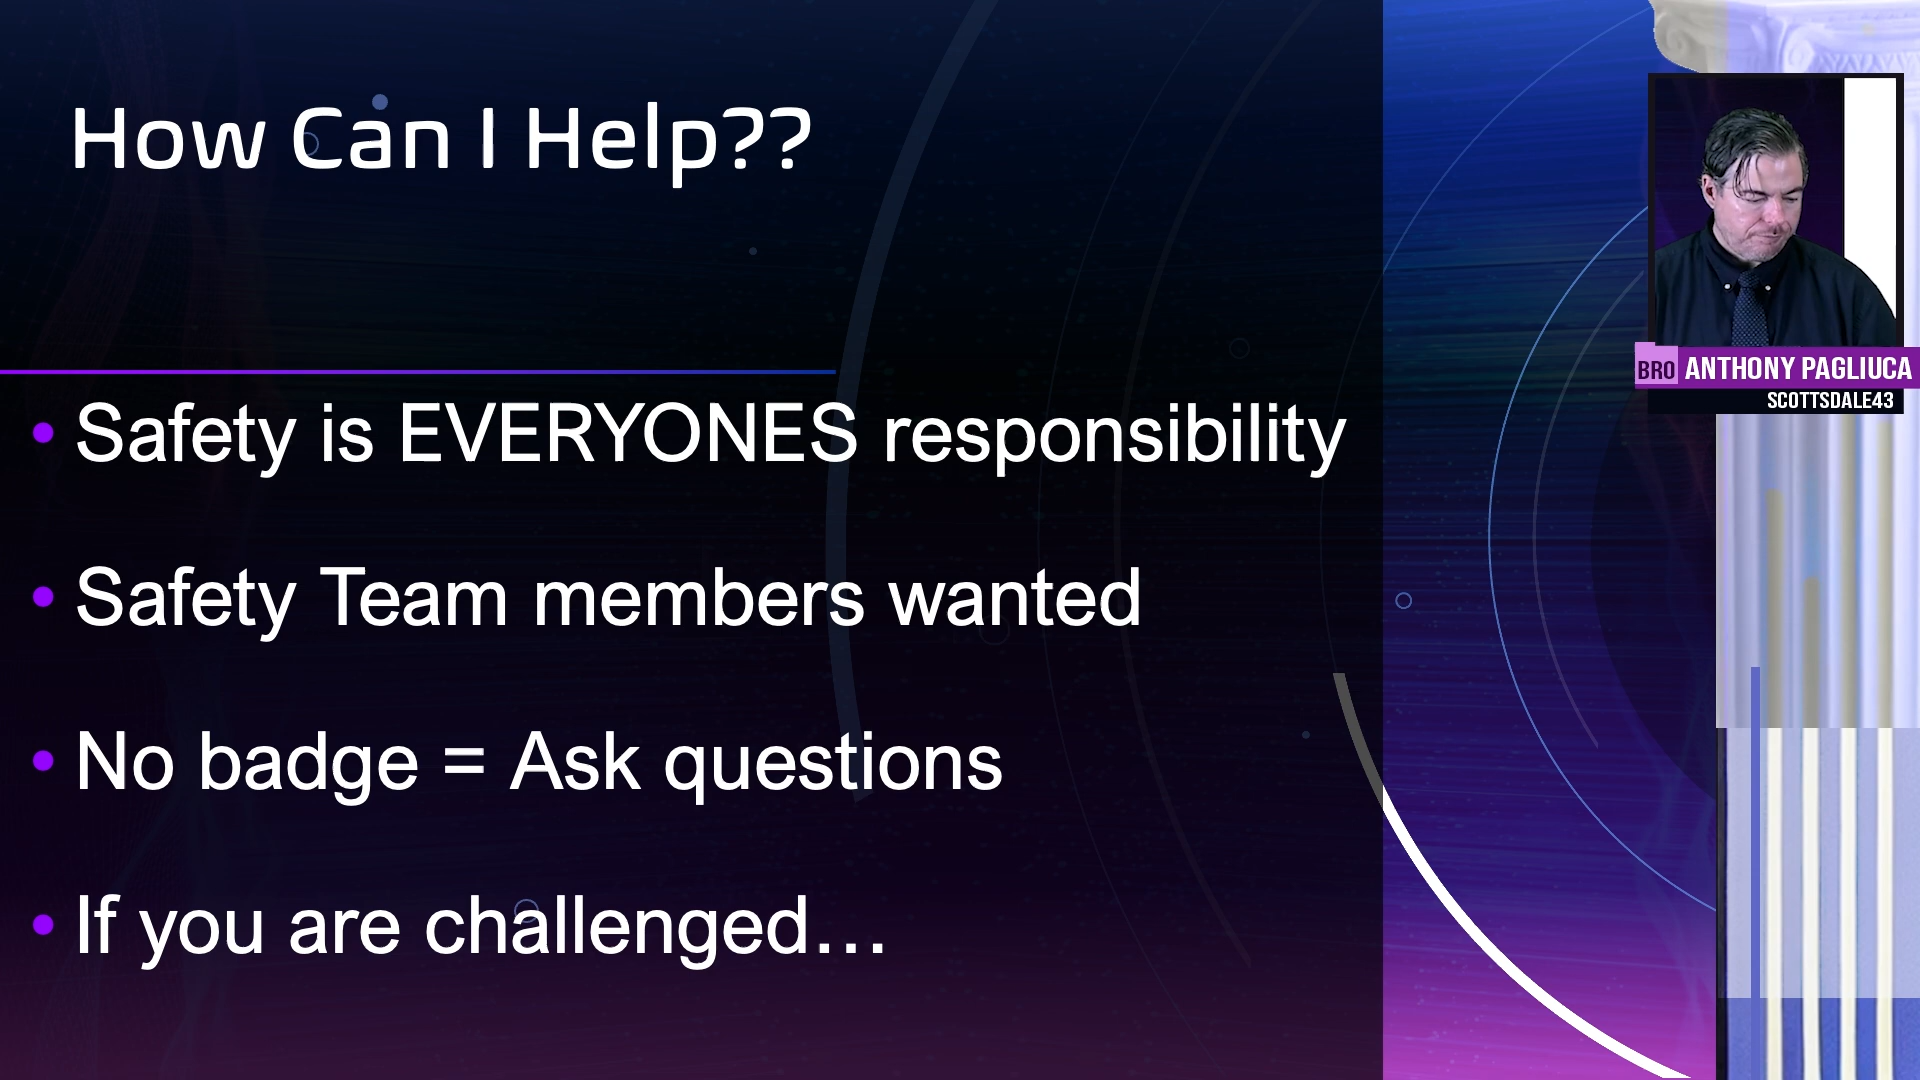 How Can I Help??
Safety is EVERYONES responsibility
Safety Team members wanted
No badge = Ask questions
If you are challenged…
BRO ANTHONY PAGLIUCA
SCOTTSDALE43